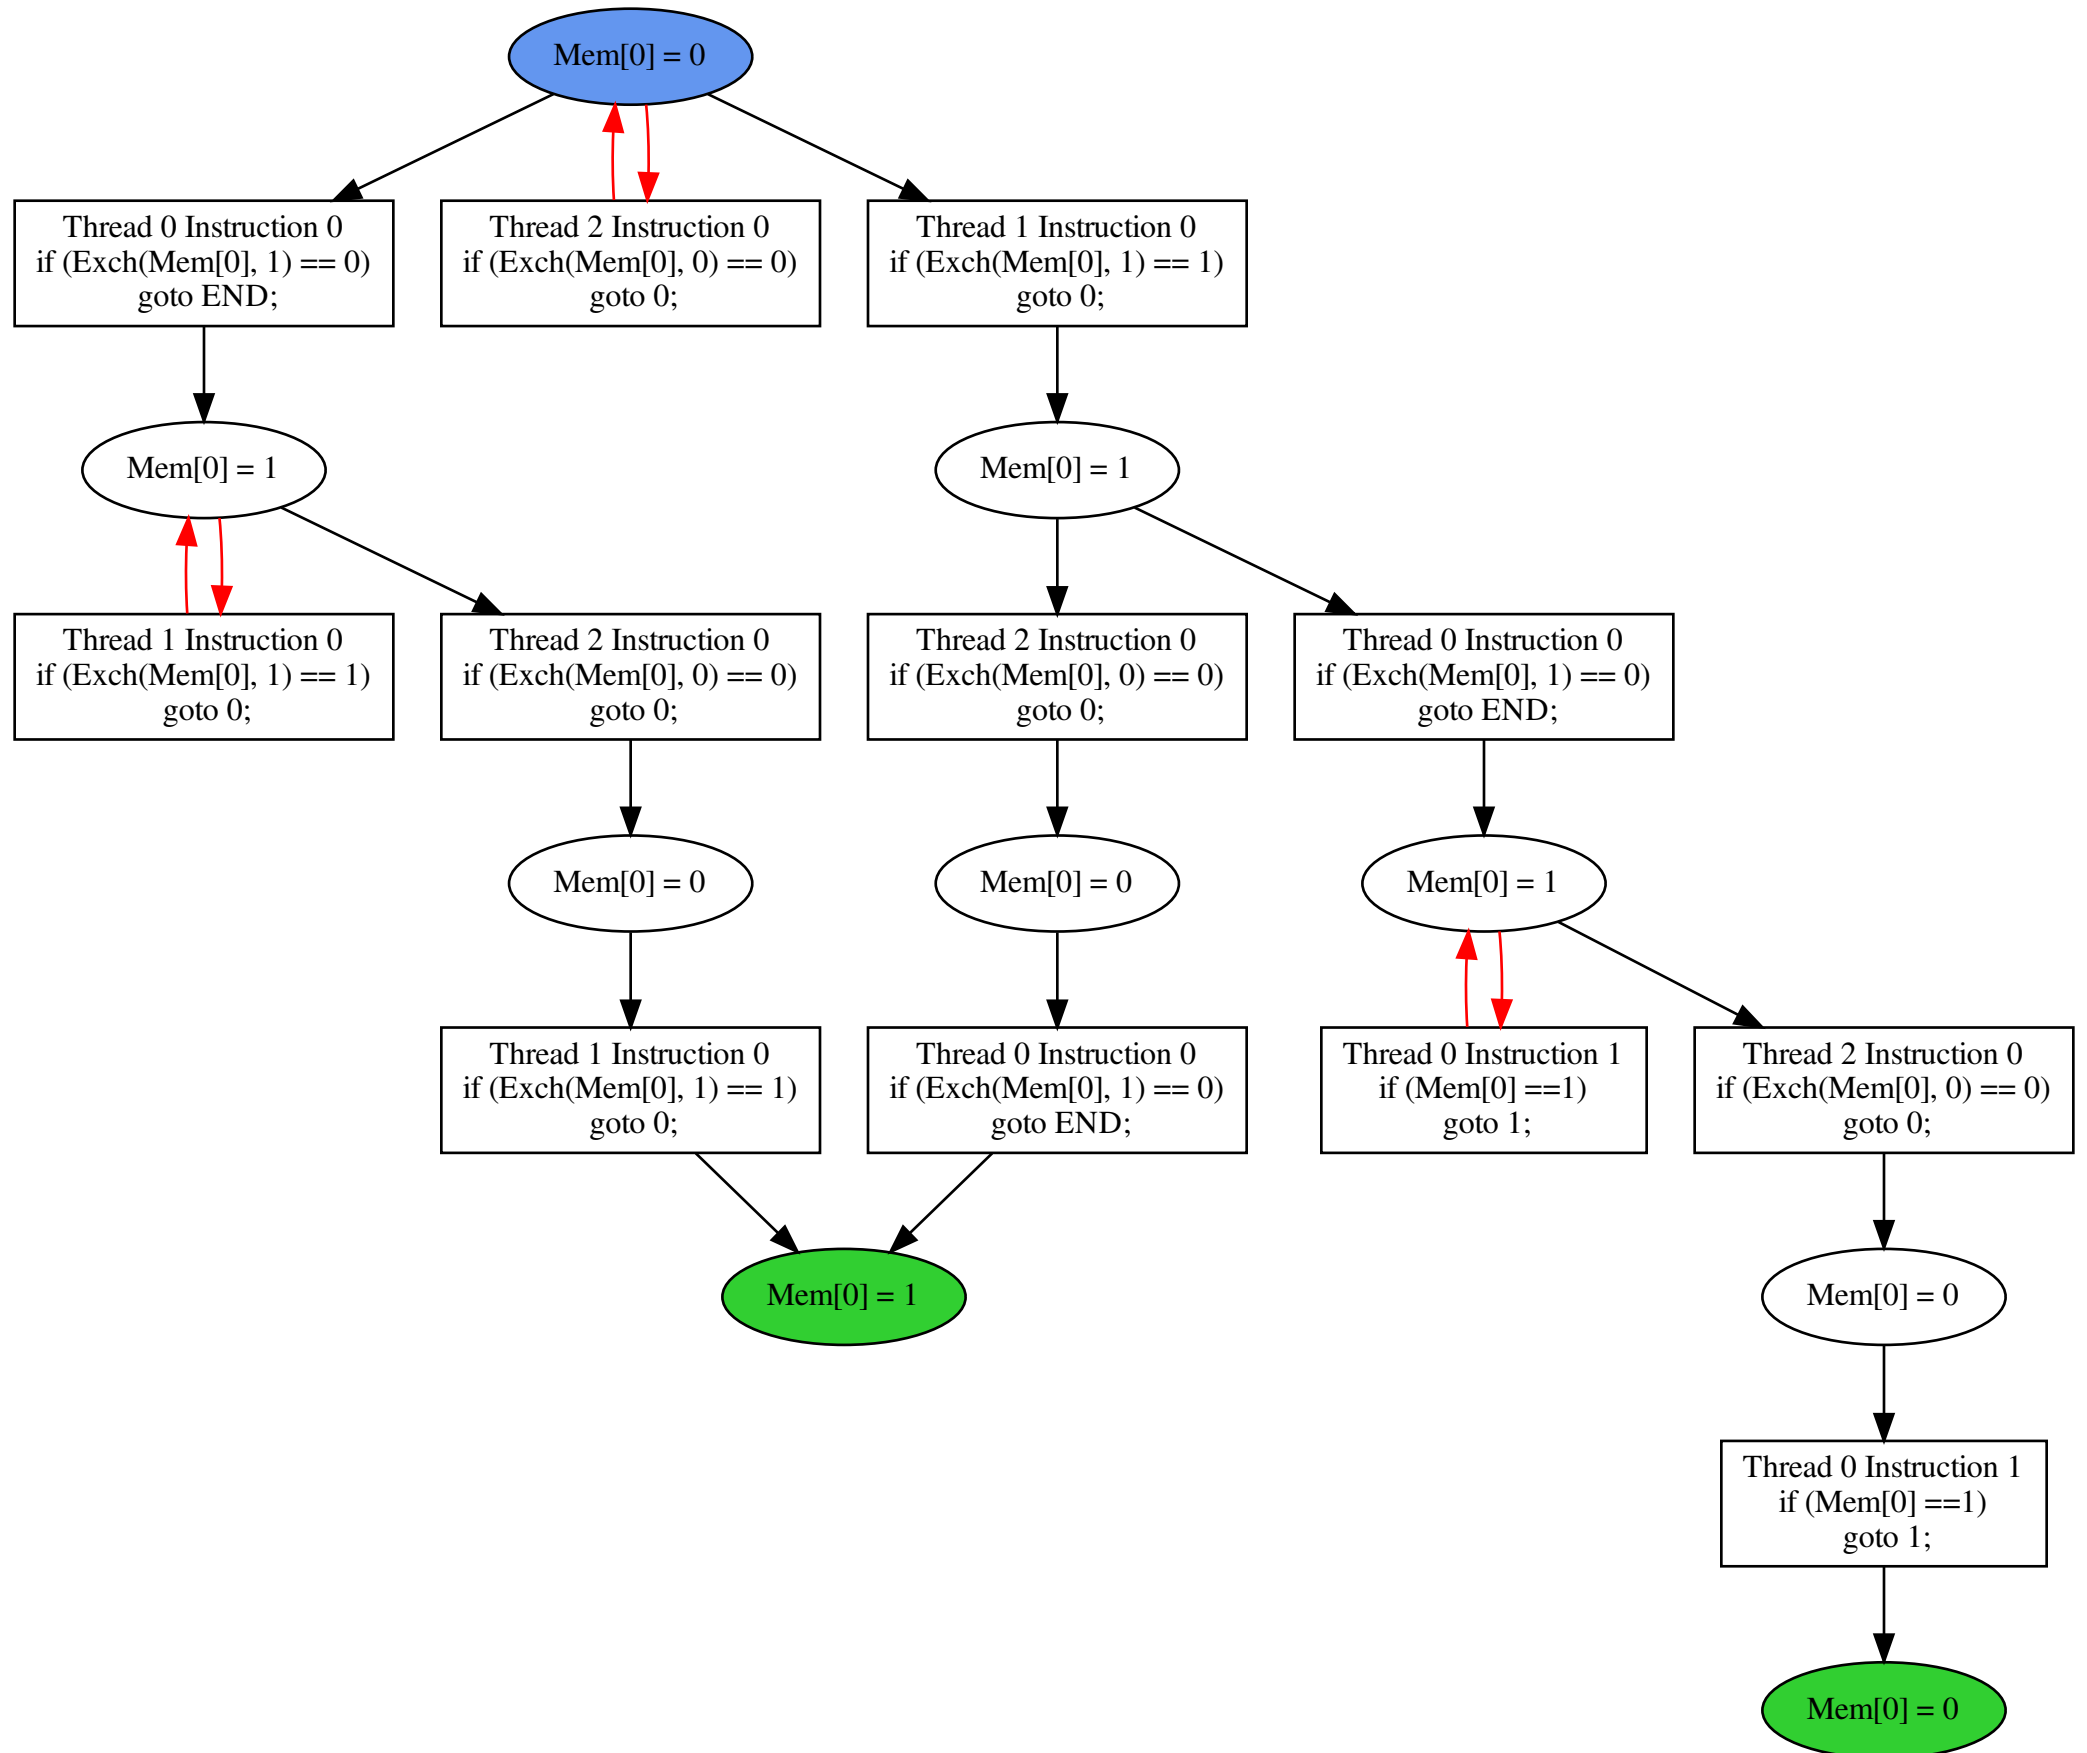 Mem[0] = 0
Thread 0 Instruction 0
if (Exch(Mem[0], 1) == 0)
goto END;
Thread 2 Instruction 0
if (Exch(Mem[0], 0) == 0)
goto 0;
Thread 1 Instruction 0
if (Exch(Mem[0], 1) == 1)
goto 0;
Mem[0] = 1
Mem[0] = 1
Thread 1 Instruction 0
if (Exch(Mem[0], 1) == 1)
goto 0;
Thread 2 Instruction 0
if (Exch(Mem[0], 0) == 0)
goto 0;
Thread 2 Instruction 0
if (Exch(Mem[0], 0) == 0)
goto 0;
Thread 0 Instruction 0
if (Exch(Mem[0], 1) == 0)
goto END;
Mem[0] = 0
Mem[0] = 0
Mem[0] = 1
Thread 1 Instruction 0
if (Exch(Mem[0], 1) == 1)
goto 0;
Thread 0 Instruction 0
if (Exch(Mem[0], 1) == 0)
goto END;
Thread 0 Instruction 1
if (Mem[0] ==1)
goto 1;
Thread 2 Instruction 0
if (Exch(Mem[0], 0) == 0)
goto 0;
Mem[0] = 1
Mem[0] = 0
Thread 0 Instruction 1
if (Mem[0] ==1)
goto 1;
Mem[0] = 0